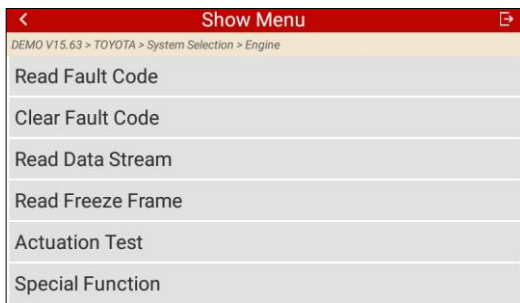 Show Menu
DEMO V15.63 > TOYOTA > System Selection > Engine
Read Fault Code
Clear Fault Code
Read Data Stream
Read Freeze Frame
Actuation Test
Special Function